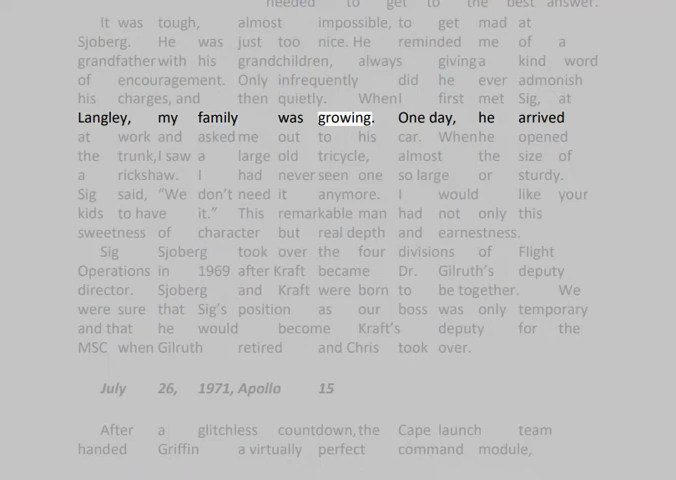 needed to get to the best answer.
It was tough, almost impossible, to get mad at
Sjoberg. He was just too nice. He reminded me of a
grandfather with his grandchildren, always giving a kind word
of encouragement. Only infrequently did he ever admonish
his charges, and then quietly. When I first met Sig, at
Langley, my family was growing. One day, he arrived
at work and asked me out to his car. When he opened
the trunk, I saw a large old tricycle, almost the size of
a rickshaw. I had never seen one so large or sturdy.
Sig said, “We don’t need it anymore. I would like your
kids to have it.” This remarkable man had not only this
sweetness of character but real depth and earnestness.
Sig Sjoberg took over the four divisions of Flight
Operations in 1969 after Kraft became Dr. Gilruth’s deputy
director. Sjoberg and Kraft were born to be together. We
were sure that Sig’s position as our boss was only temporary
and that he would become Kraft’s deputy for the
MSC when Gilruth retired and Chris took over.
July 26, 1971, Apollo 15
After a glitchless countdown, the Cape launch team
handed Griffin a virtually perfect command module,